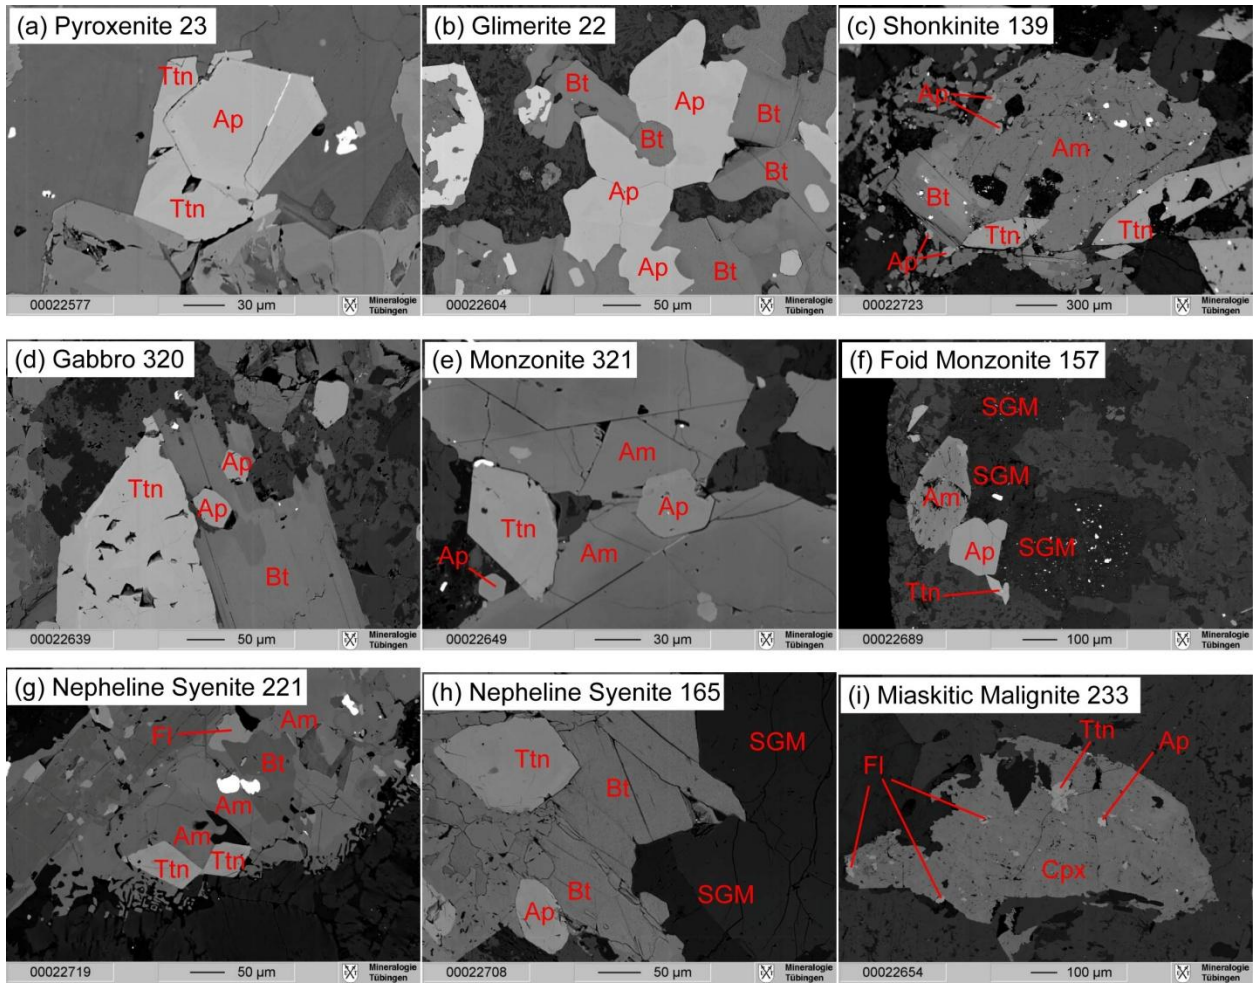 (a) Pyroxenite 23
Ttn
Ap
Ttn
00022577 30 µm Mineralogie Tübingen
(b) Glimerite 22
Bt
Ap
Bt
Bt
Bt
Ap
Ap
Bt
00022604 50 µm Mineralogie Tübingen
(c) Shonkinite 139
Ap
Am
Bt
Ttn
Ttn
Ap
00022723 300 µm Mineralogie Tübingen
(d) Gabbro 320
Ap
Ttn
Ap
Bt
00022639 50 µm Mineralogie Tübingen
(e) Monzonite 321
Am
Ap
Ttn
Am
Ap
00022649 30 µm Mineralogie Tübingen
(f) Foid Monzonite 157
SGM
SGM
Am
Ap
SGM
Ttn
00022689 100 µm Mineralogie Tübingen
(g) Nepheline Syenite 221
Am
Fl
Bt
Am
Am
Ttn
Ttn
00022719 50 µm Mineralogie Tübingen
(h) Nepheline Syenite 165
SGM
Ttn
Bt
SGM
Bt
Ap
00022708 50 µm Mineralogie Tübingen
(i) Miaskitic Malignite 233
Ttn
Ap
Fl
Cpx
00022654 100 µm Mineralogie Tübingen